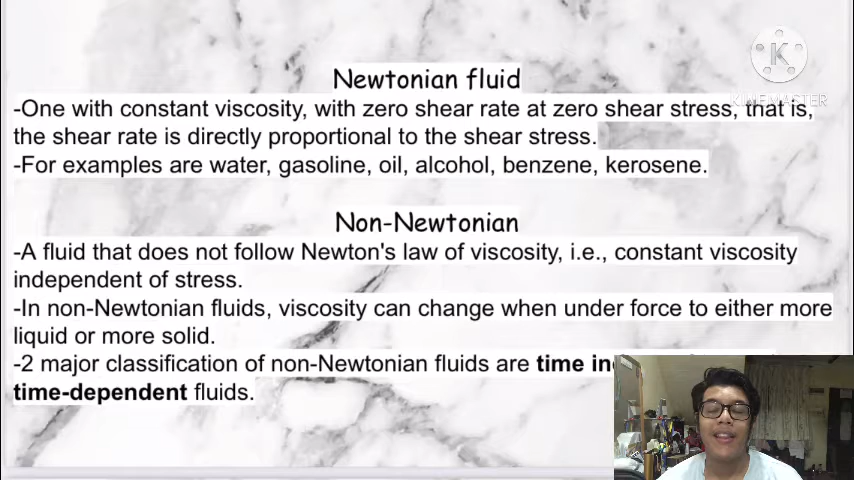 Newtonian fluid
-One with constant viscosity, with zero shear rate at zero shear stress, that is,
the shear rate is directly proportional to the shear stress.
-For examples are water, gasoline, oil, alcohol, benzene, kerosene.
Non-Newtonian
-A fluid that does not follow Newton's law of viscosity, i.e., constant viscosity
independent of stress.
-In non-Newtonian fluids, viscosity can change when under force to either more
liquid or more solid.
-2 major classification of non-Newtonian fluids are time
time-dependent fluids.
K
KINEMASTER